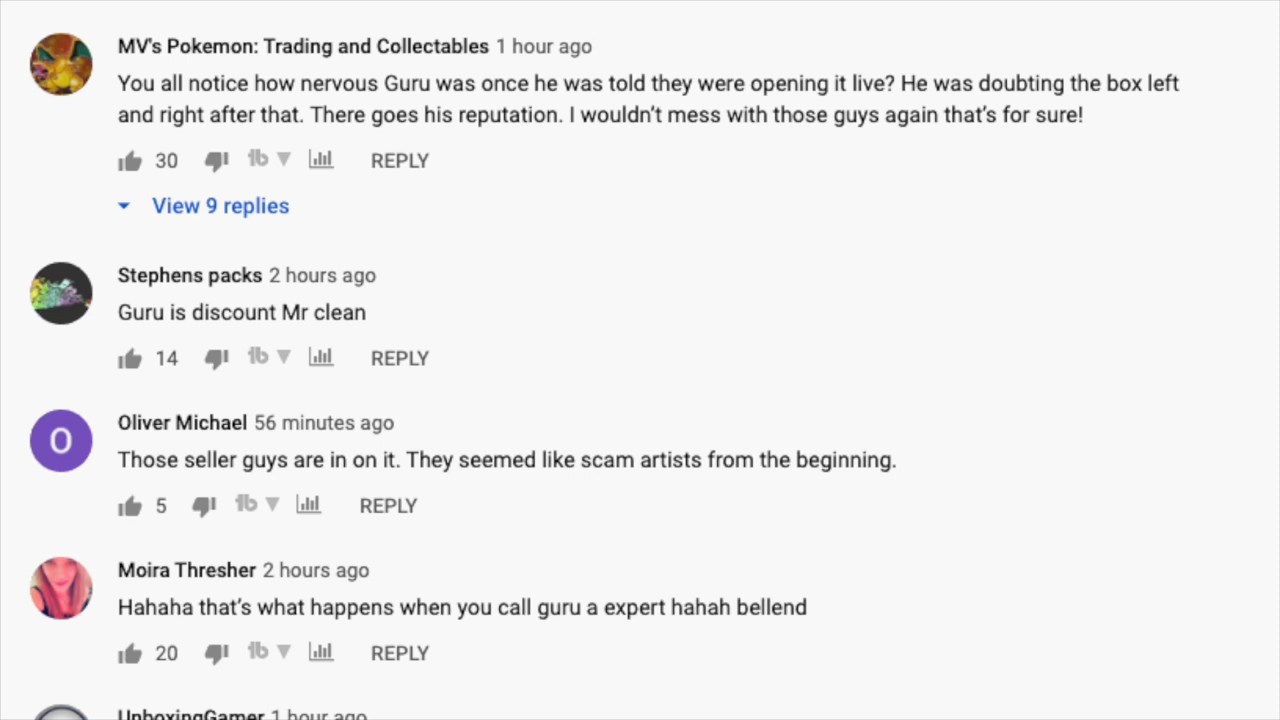 MV's Pokemon: Trading and Collectables 1 hour ago
You all notice how nervous Guru was once he was told they were opening it live? He was doubting the box left
and right after that. There goes his reputation. I wouldn’t mess with those guys again that’s for sure!
30 tb REPLY
View 9 replies
Stephens packs 2 hours ago
Guru is discount Mr clean
14 tb REPLY
O
Oliver Michael 56 minutes ago
Those seller guys are in on it. They seemed like scam artists from the beginning.
5 tb REPLY
Moira Thresher 2 hours ago
Hahaha that’s what happens when you call guru a expert hahah bellend
20 tb REPLY
UnboxingGamer 1 hour ago